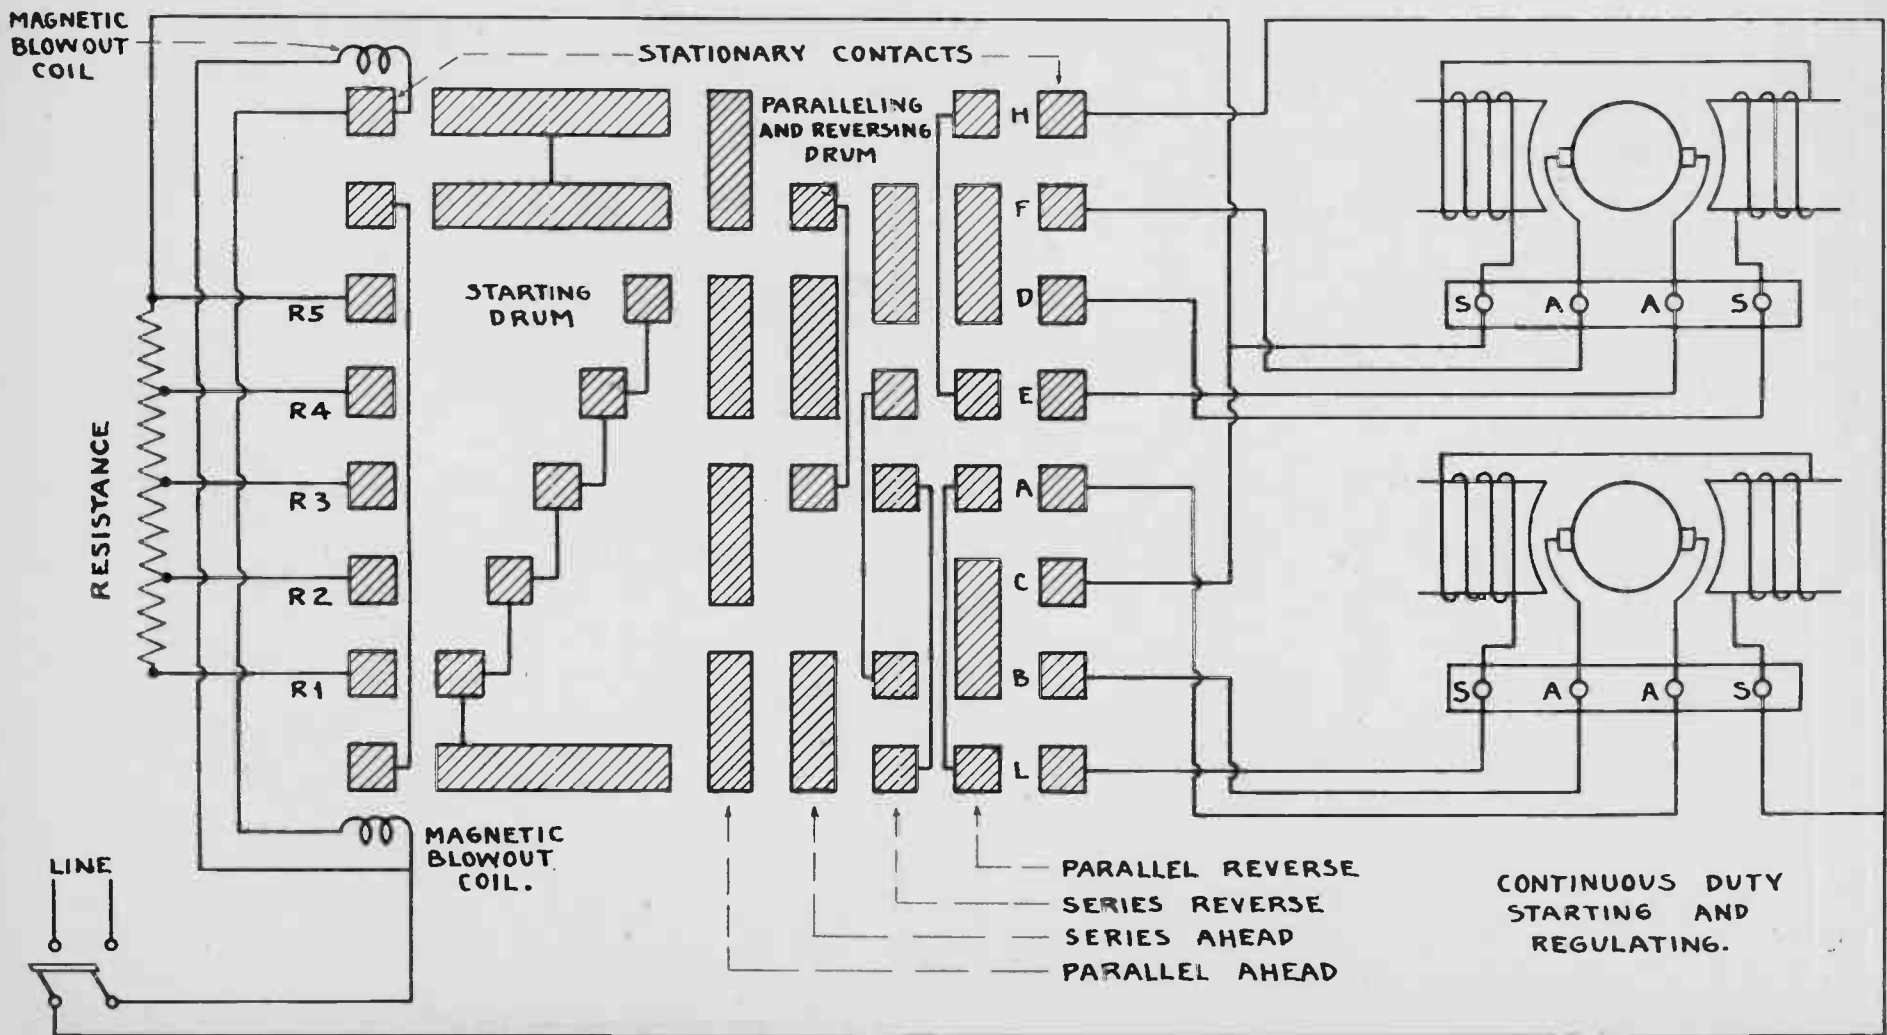 MAGNETIC
BLOWOUT
COIL
STATIONARY CONTACTS
PARALLELING
AND REVERSING
DRUM
STARTING
DRUM
RESISTANCE
R5
R4
R3
R2
R1
H
F
D
E
A
C
B
L
S A A S
S A A S
MAGNETIC
BLOWOUT
COIL.
LINE
PARALLEL REVERSE
SERIES REVERSE
SERIES AHEAD
PARALLEL AHEAD
CONTINUOUS DUTY
STARTING AND
REGULATING.